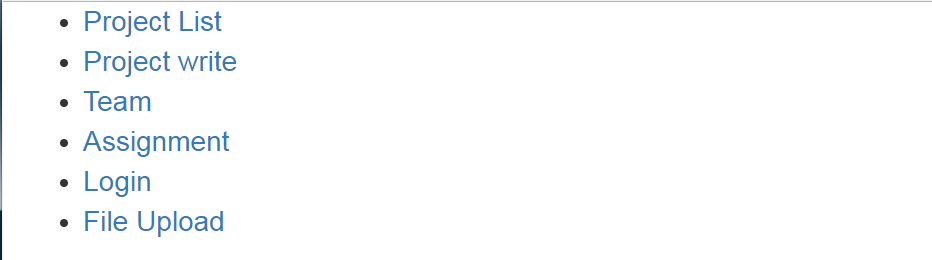 Project List
Project write
Team
Assignment
Login
File Upload